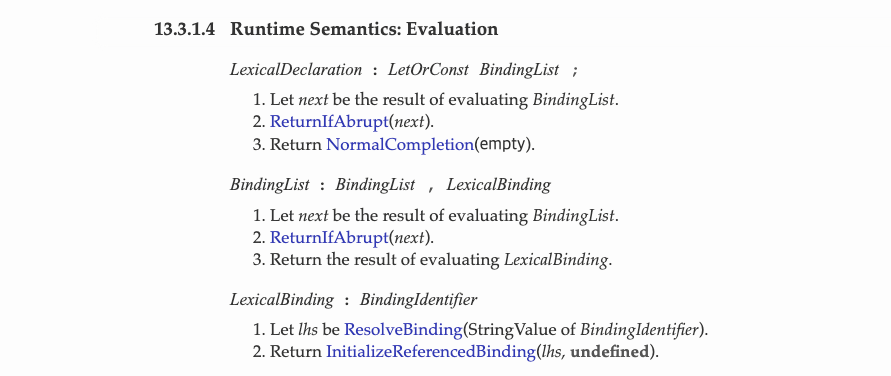 13.3.1.4 Runtime Semantics: Evaluation
LexicalDeclaration : LetOrConst BindingList ;
1. Let next be the result of evaluating BindingList.
2. ReturnIfAbrupt(next).
3. Return NormalCompletion(empty).
BindingList : BindingList , LexicalBinding
1. Let next be the result of evaluating BindingList.
2. ReturnIfAbrupt(next).
3. Return the result of evaluating LexicalBinding.
LexicalBinding : BindingIdentifier
1. Let lhs be ResolveBinding(StringValue of BindingIdentifier).
2. Return InitializeReferencedBinding(lhs, undefined).